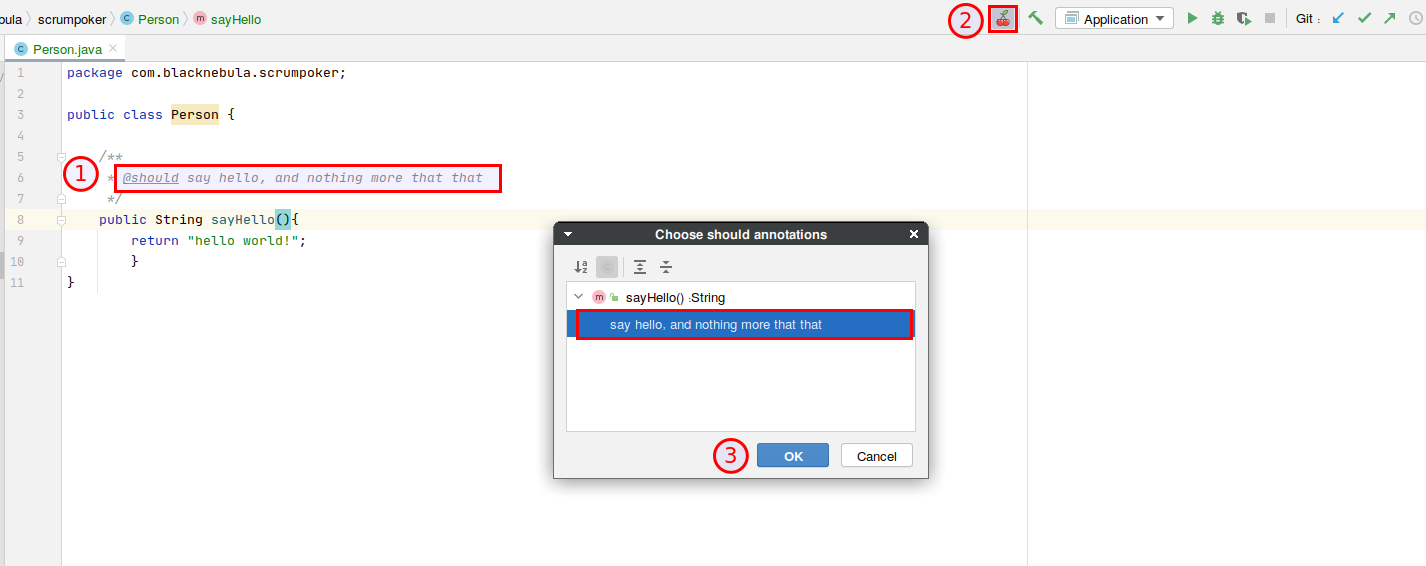 bula scrumpoker C Person m sayHello
2
Application
Git :
C Person.java
1 package com.blacknebula.scrumpoker;
2
3 public class Person {
4
5 /**
1
6 * @should say hello, and nothing more that that
7 */
8 public String sayHello(){
9 return "hello world!";
10 }
11 }
Choose should annotations
a
z
C
m sayHello() :String
say hello, and nothing more that that
3
OK
Cancel